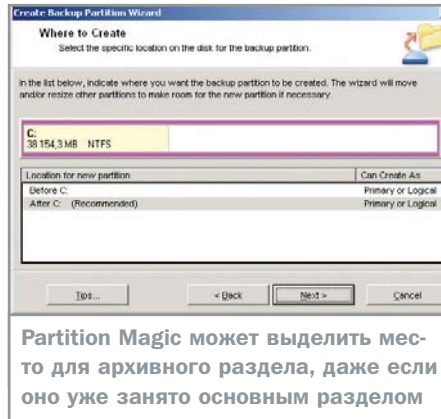 Create Backup Partition Wizard
Where to Create
Select the specific location on the disk for the backup partition.
In the list below, indicate where you want the backup partition to be created. The wizard will move
and/or resize other partitions to make room for the new partition if necessary.
C:
38 154,3 MB NTFS
Location for new partition Can Create As
Before C: Primary or Logical
After C: (Recommended) Primary or Logical
Tips... < Back Next > Cancel
Partition Magic может выделить мес-
то для архивного раздела, даже если
оно уже занято основным разделом